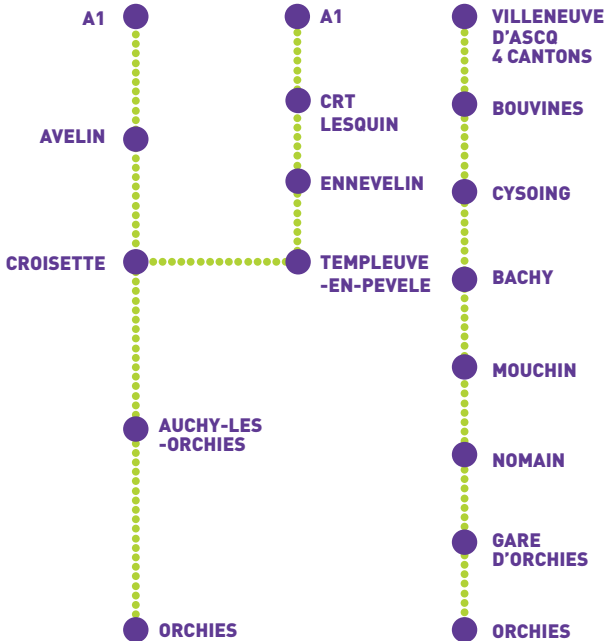 A1
AVELIN
CROISETTE
AUCHY-LES
-ORCHIES
ORCHIES
A1
CRT
LESQUIN
ENNEVELIN
TEMPLEUVE
-EN-PEVELE
VILLENEUVE
D'ASCQ
4 CANTONS
BOUVINES
CYSOING
BACHY
MOUCHIN
NOMAIN
GARE
D'ORCHIES
ORCHIES